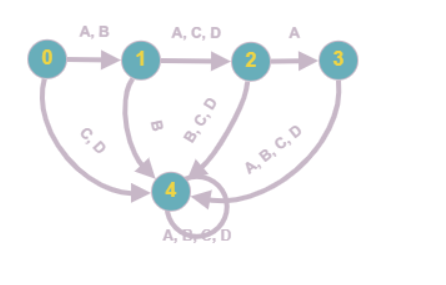 A, B
A, C, D
A
0
1
2
3
C, D
B
B, C, D
A, B, C, D
4
A, B, C, D